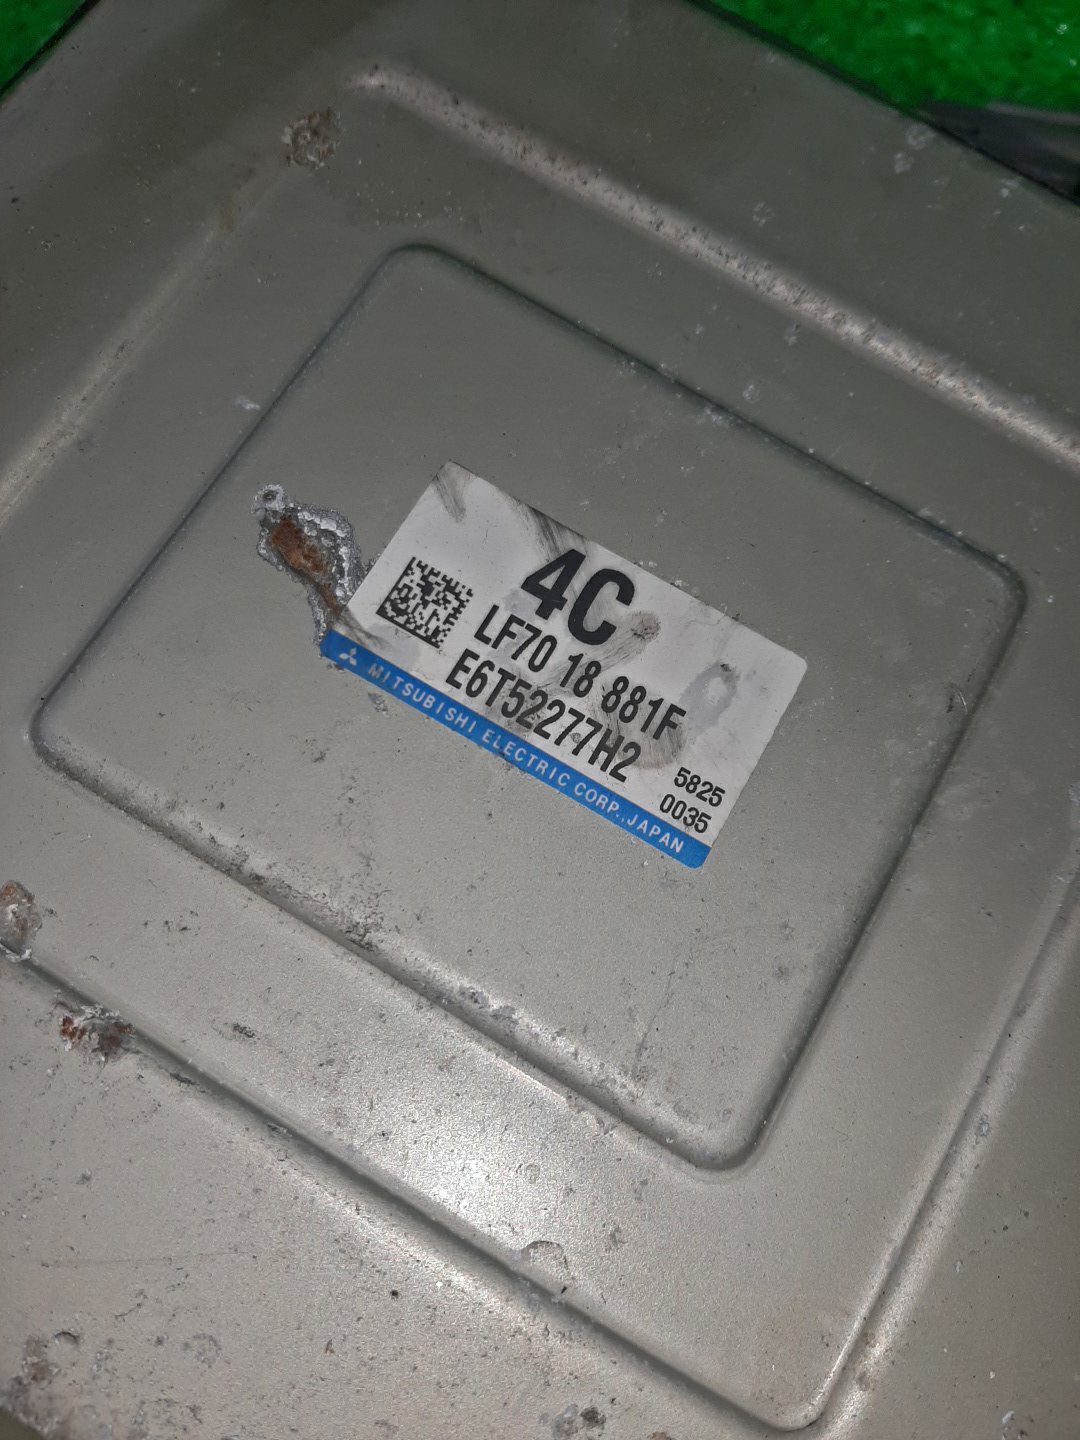 4C
LF70 18 881F
E6T52277H2
5825
0035
MITSUBISHI ELECTRIC CORP., JAPAN